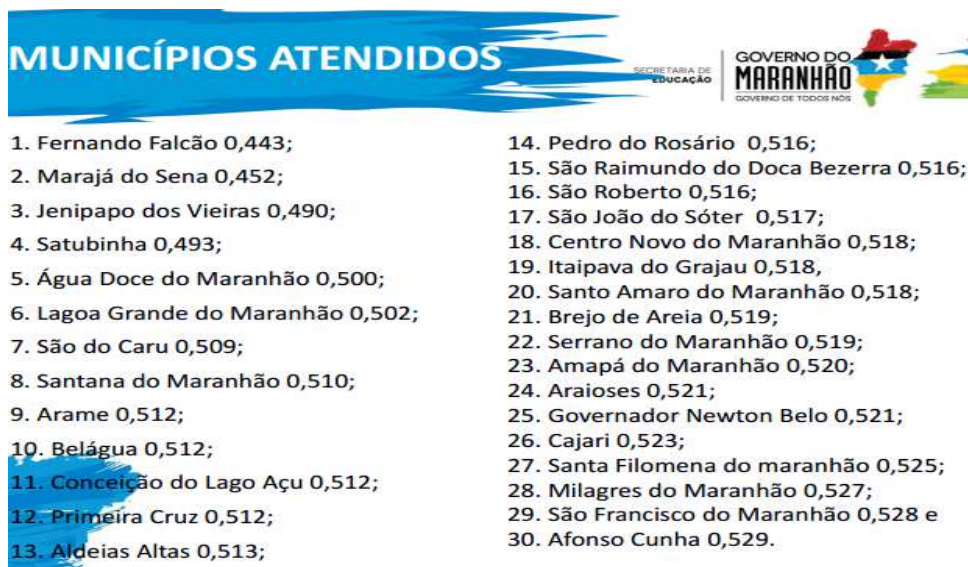 MUNICÍPIOS ATENDIDOS
SECRETARIA DE
EDUCAÇÃO
GOVERNO DO
MARANHÃO
GOVERNO DE TODOS NÓS
1. Fernando Falcão 0,443;
2. Marajá do Sena 0,452;
3. Jenipapo dos Vieiras 0,490;
4. Satubinha 0,493;
5. Água Doce do Maranhão 0,500;
6. Lagoa Grande do Maranhão 0,502;
7. São do Caru 0,509;
8. Santana do Maranhão 0,510;
9. Arame 0,512;
10. Belágua 0,512;
11. Conceição do Lago Açu 0,512;
12. Primeira Cruz 0,512;
13. Aldeias Altas 0,513;
14. Pedro do Rosário 0,516;
15. São Raimundo do Doca Bezerra 0,516;
16. São Roberto 0,516;
17. São João do Sóter 0,517;
18. Centro Novo do Maranhão 0,518;
19. Itaipava do Grajau 0,518,
20. Santo Amaro do Maranhão 0,518;
21. Brejo de Areia 0,519;
22. Serrano do Maranhão 0,519;
23. Amapá do Maranhão 0,520;
24. Araioses 0,521;
25. Governador Newton Belo 0,521;
26. Cajari 0,523;
27. Santa Filomena do maranhão 0,525;
28. Milagres do Maranhão 0,527;
29. São Francisco do Maranhão 0,528 e
30. Afonso Cunha 0,529.